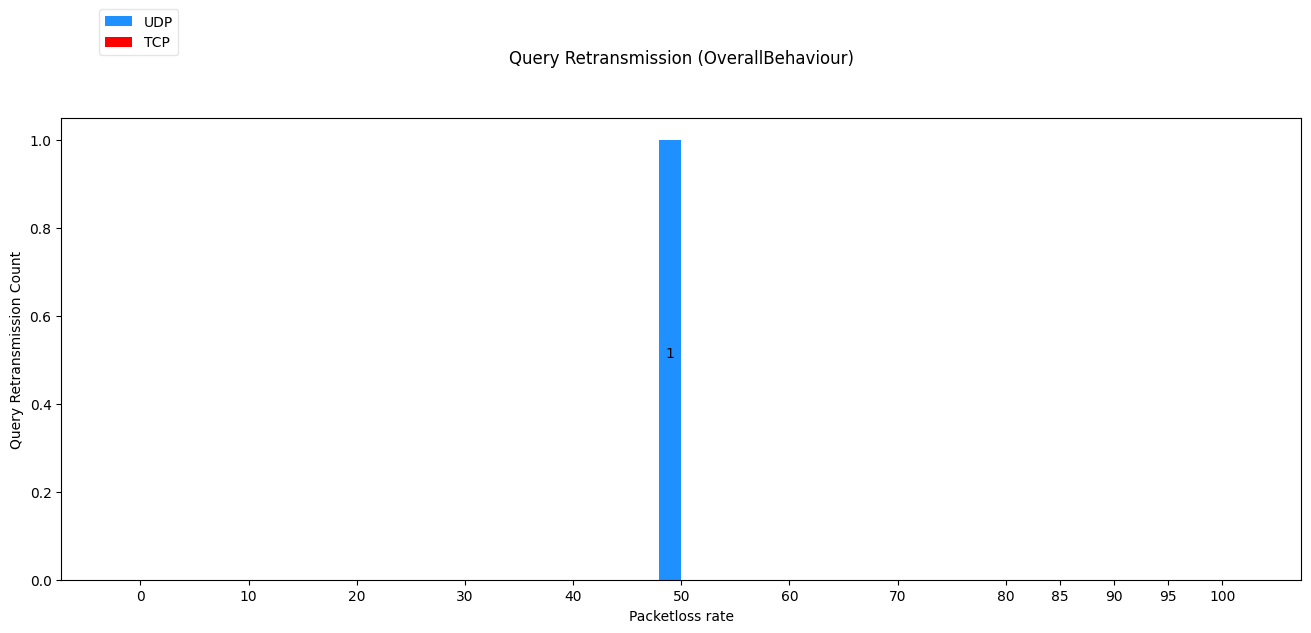 UDP
TCP
Query Retransmission (OverallBehaviour)
Query Retransmission Count
1.0
0.8
0.6
0.4
0.2
0.0
1
0 10 20 30 40 50 60 70 80 85 90 95 100
Packetloss rate